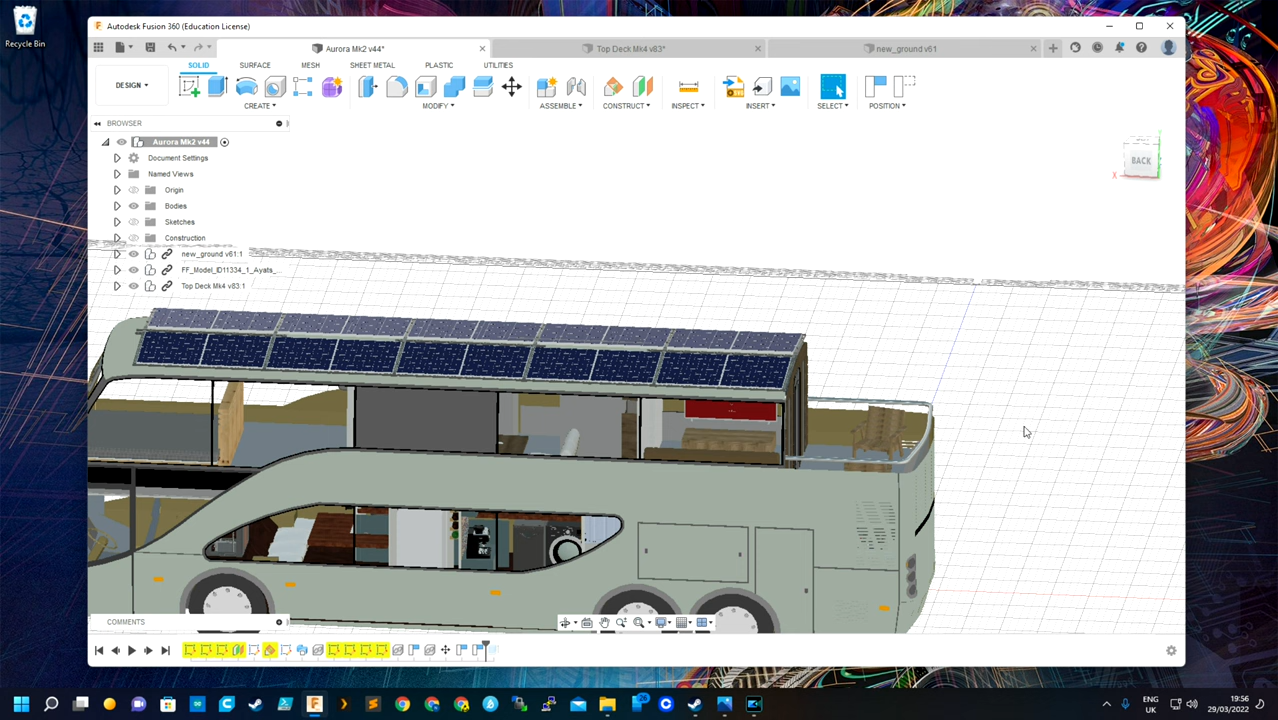 Recycle Bin
Autodesk Fusion 360 (Education License)
Aurora Mk2 v44*
Top Deck Mk4 v83*
new_ground v61
DESIGN
SOLID
SURFACE
MESH
SHEET METAL
PLASTIC
UTILITIES
CREATE
MODIFY
ASSEMBLE
CONSTRUCT
INSPECT
INSERT
SELECT
POSITION
BROWSER
Aurora Mk2 v44
Document Settings
Named Views
Origin
Bodies
Sketches
Construction
new_ground v61:1
FF_Model_ID11334_1_Ayats_...
Top Deck Mk4 v83:1
BACK
X
COMMENTS
ENG
UK
19:56
29/03/2022